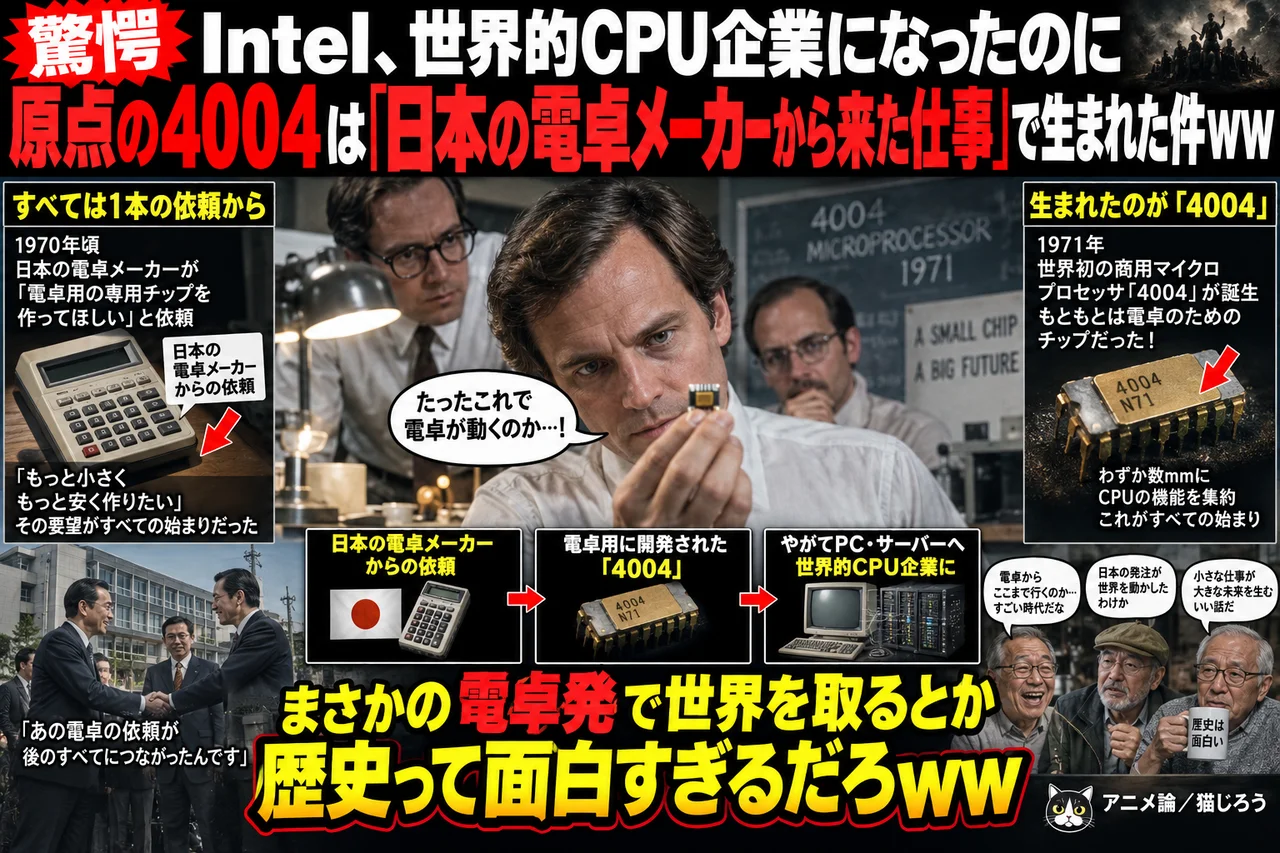 驚愕
Intel、世界的CPU企業になったのに
原点の4004は「日本の電卓メーカーから来た仕事」で生まれた件ww
すべては1本の依頼から
1970年頃
日本の電卓メーカーが
「電卓用の専用チップを
作ってほしい」と依頼
日本の
電卓メーカー
からの依頼
「もっと小さく
もっと安く作りたい」
その要望がすべての始まりだった
4004
MICROPROCESSOR
1971
A SMALL CHIP
A BIG FUTURE
たったこれで
電卓が動くのか…!
生まれたのが「4004」
1971年
世界初の商用マイクロ
プロセッサ「4004」が誕生
もともとは電卓のための
チップだった!
4004
N71
わずか数mmに
CPUの機能を集約
これがすべての始まり
日本の電卓メーカー
からの依頼
電卓用に開発された
「4004」
4004
N71
やがてPC・サーバーへ
世界的CPU企業に
「あの電卓の依頼が
後のすべてにつながったんです」
電卓から
ここまで行くのか…
すごい時代だな
日本の発注が
世界を動かした
わけか
小さな仕事が
大きな未来を生む
いい話だ
歴史は
面白い
まさかの電卓発で世界を取るとか
歴史って面白すぎるだろww
アニメ論／猫じろう